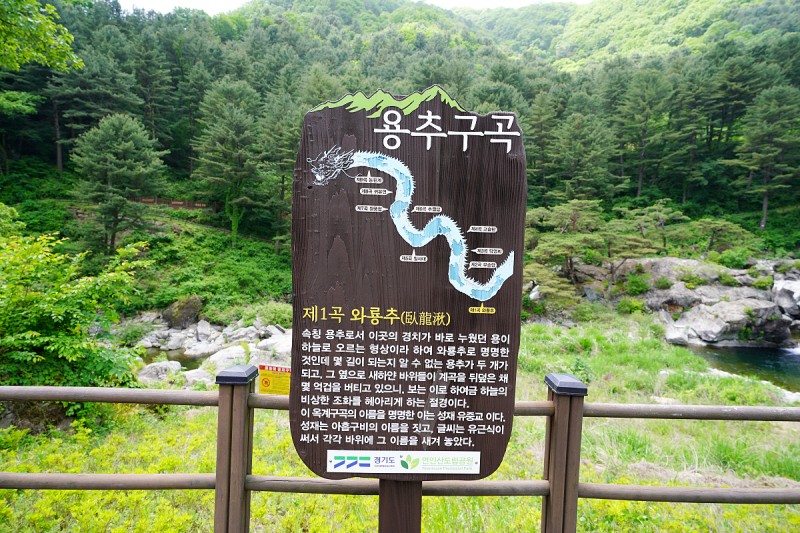 용추구곡
제1곡 와룡추(臥龍湫)
속칭 용추로서 이곳의 경치가 바로 누웠던 용이
하늘로 오르는 형상이라 하여 와룡추로 명명한
것인데 몇 길이 되는지 알 수 없는 용추가 두 개가
되고, 그 옆으로 새하얀 바위들이 계곡을 뒤덮은 채
몇 억겁을 버티고 있으니, 보는 이로 하여금 하늘의
비상한 조화를 헤아리게 하는 절경이다.
이 옥계구곡의 이름을 명명한 이는 성재 유중교 이다.
성재는 아홉구비의 이름을 짓고, 글씨는 유근식이
써서 각각 바위에 그 이름을 새겨 놓았다.
경기도 연인산도립공원